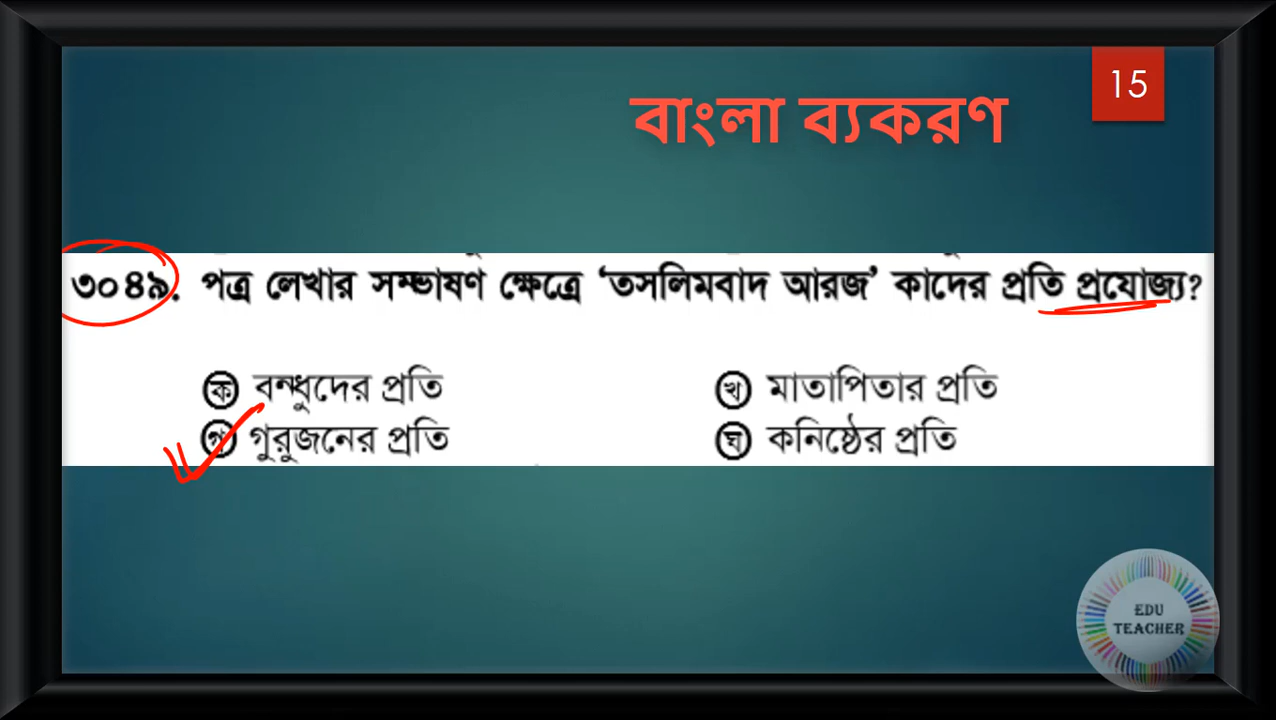 15
বাংলা ব্যকরণ
৩০৪৯. পত্র লেখার সম্ভাষণ ক্ষেত্রে ‘তসলিমবাদ আরজ’ কাদের প্রতি প্রযোজ্য?
ক বন্ধুদের প্রতি খ মাতাপিতার প্রতি
গ গুরুজনের প্রতি ঘ কনিষ্ঠের প্রতি
EDU
TEACHER